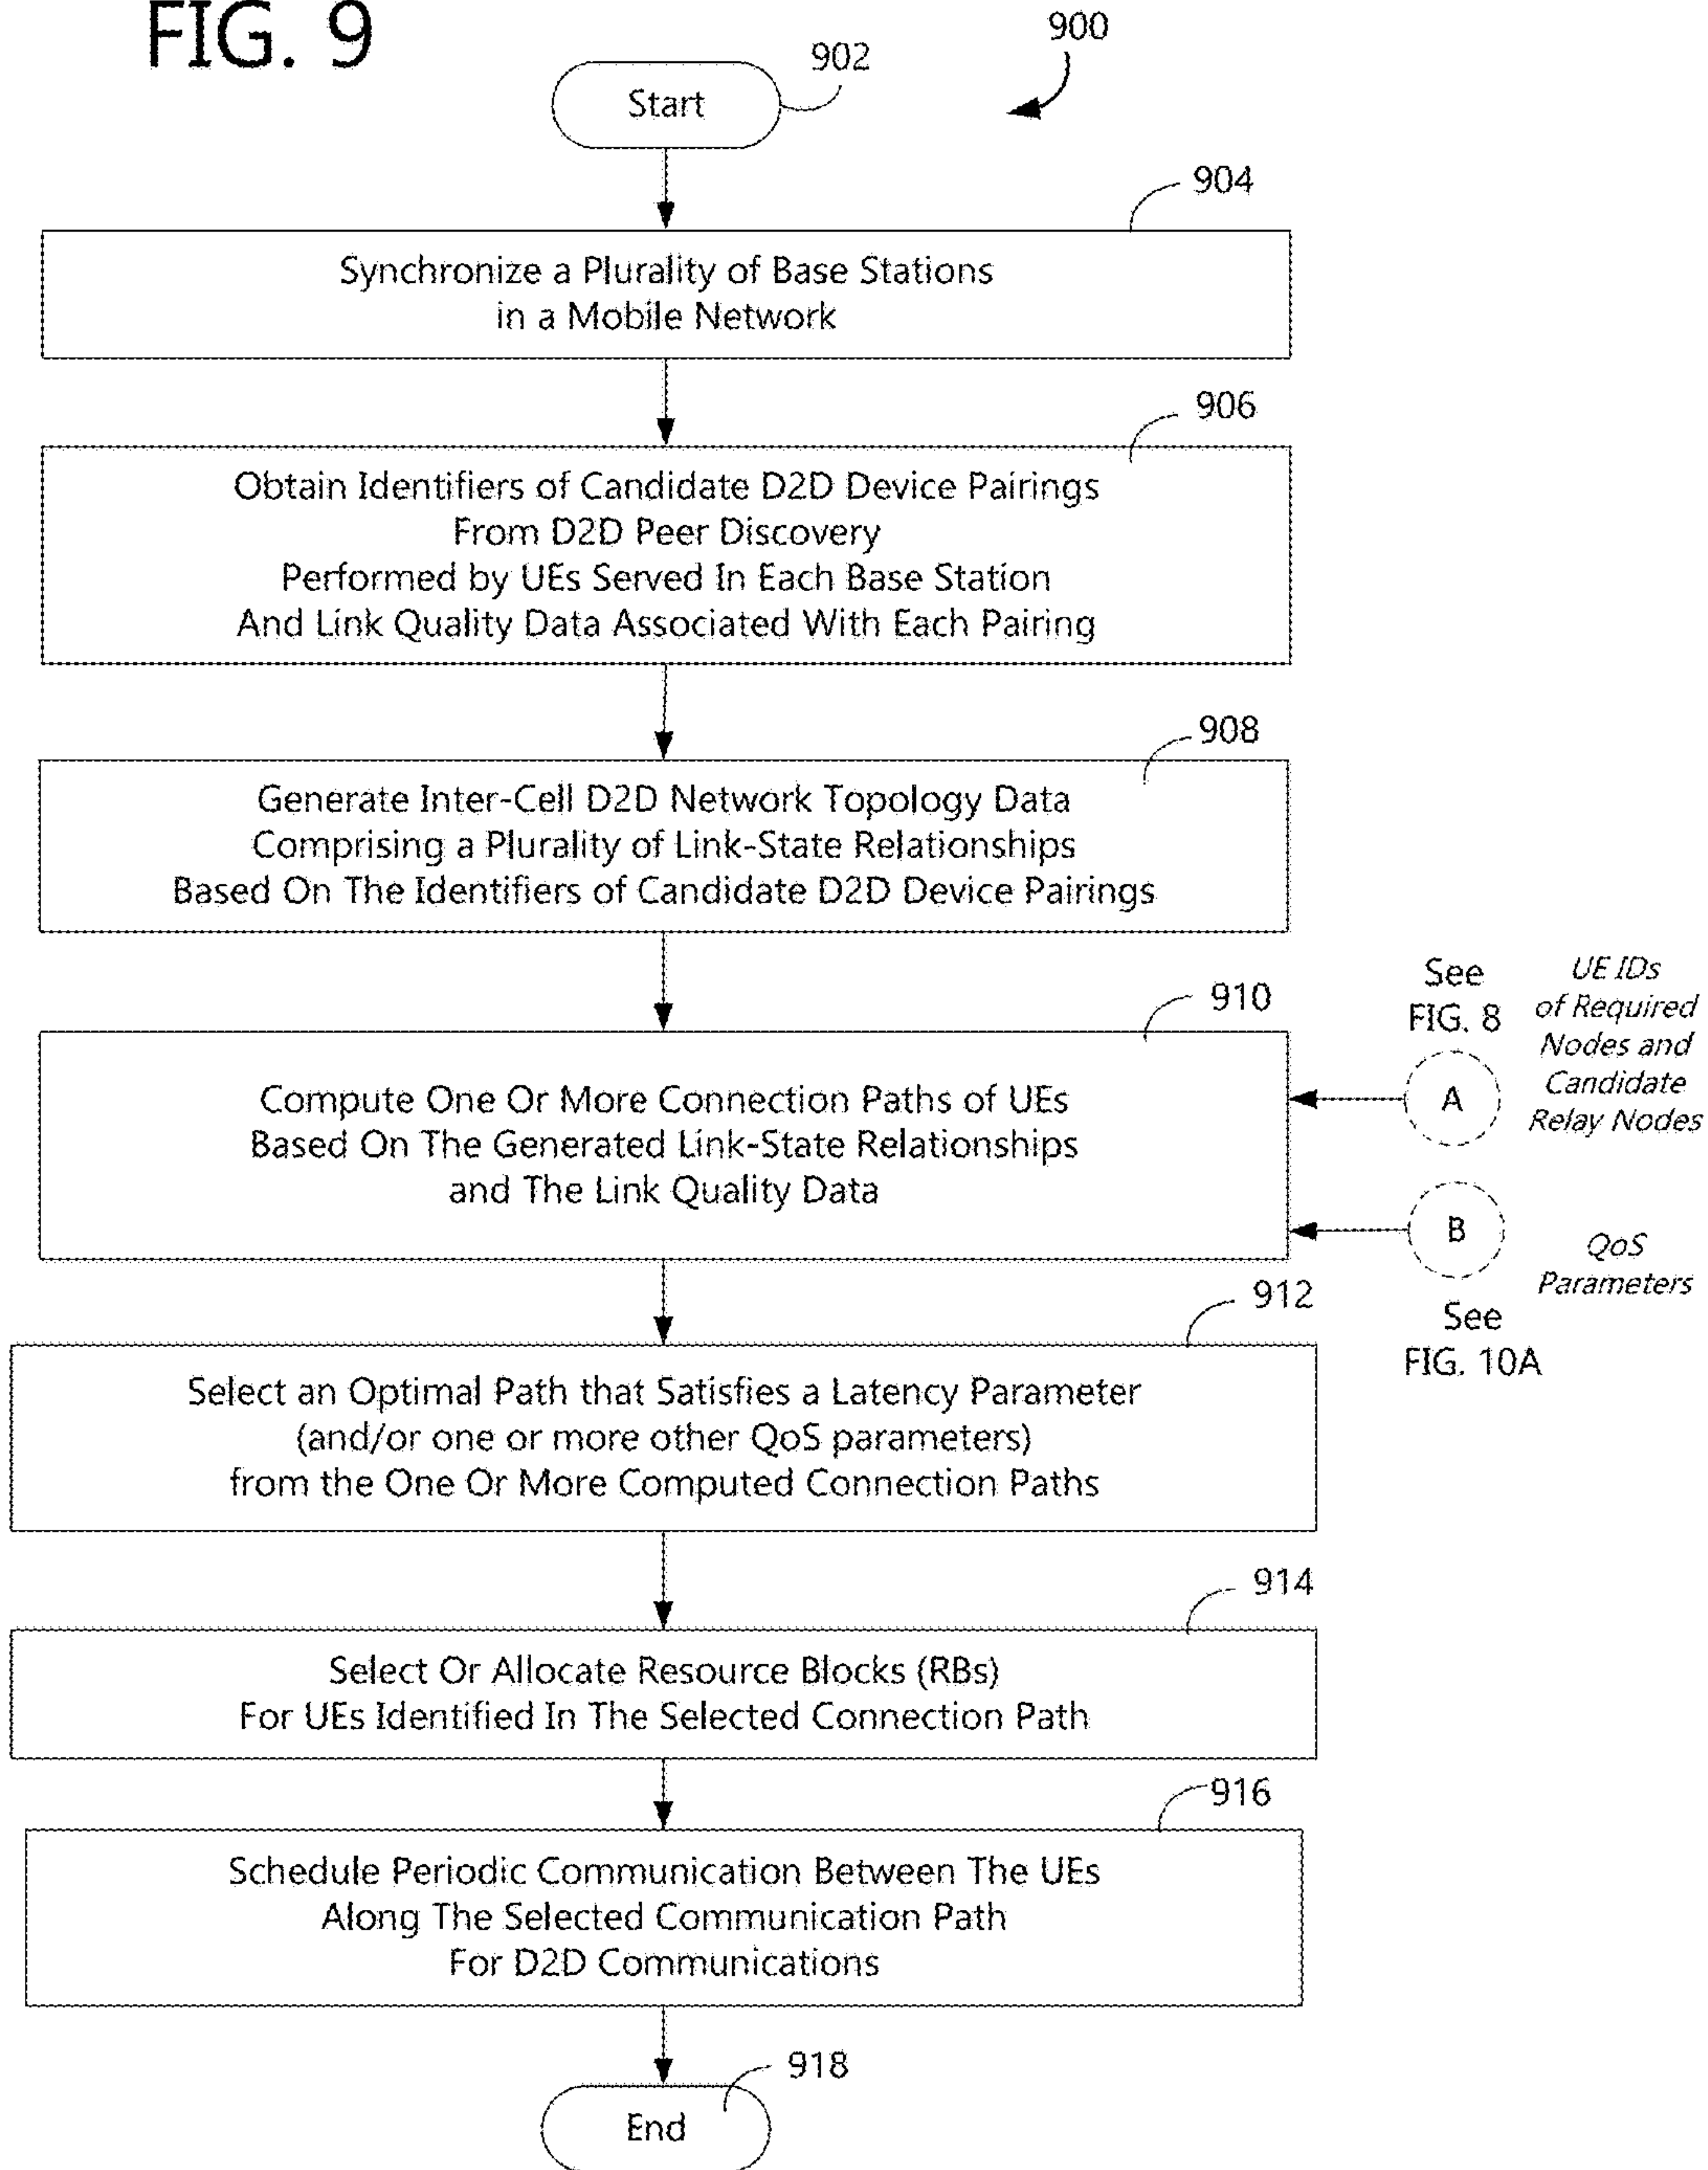 FIG. 9
900
902
Start
904
Synchronize a Plurality of Base Stations
in a Mobile Network
906
Obtain Identifiers of Candidate D2D Device Pairings
From D2D Peer Discovery
Performed by UEs Served In Each Base Station
And Link Quality Data Associated With Each Pairing
908
Generate Inter-Cell D2D Network Topology Data
Comprising a Plurality of Link-State Relationships
Based On The Identifiers of Candidate D2D Device Pairings
910
Compute One Or More Connection Paths of UEs
Based On The Generated Link-State Relationships
and The Link Quality Data
See
FIG. 8
A
UE IDs
of Required
Nodes and
Candidate
Relay Nodes
B
QoS
Parameters
See
FIG. 10A
912
Select an Optimal Path that Satisfies a Latency Parameter
(and/or one or more other QoS parameters)
from the One Or More Computed Connection Paths
914
Select Or Allocate Resource Blocks (RBs)
For UEs Identified In The Selected Connection Path
916
Schedule Periodic Communication Between The UEs
Along The Selected Communication Path
For D2D Communications
918
End